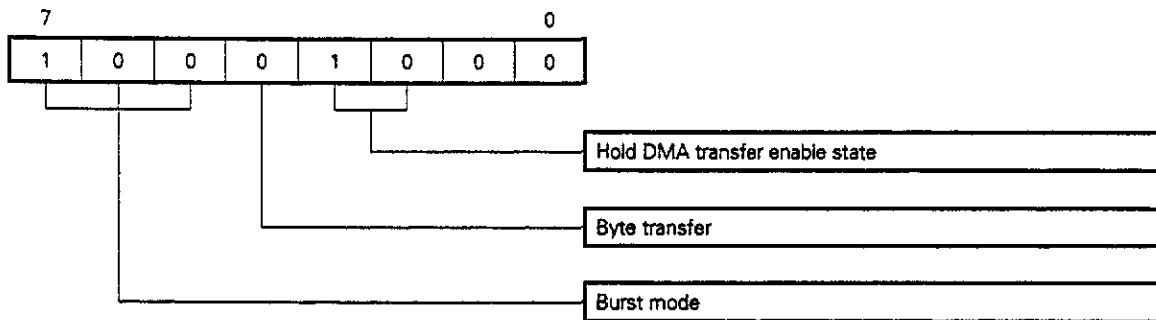 7 0
1 0 0 0 1 0 0 0
Hold DMA transfer enable state
Byte transfer
Burst mode